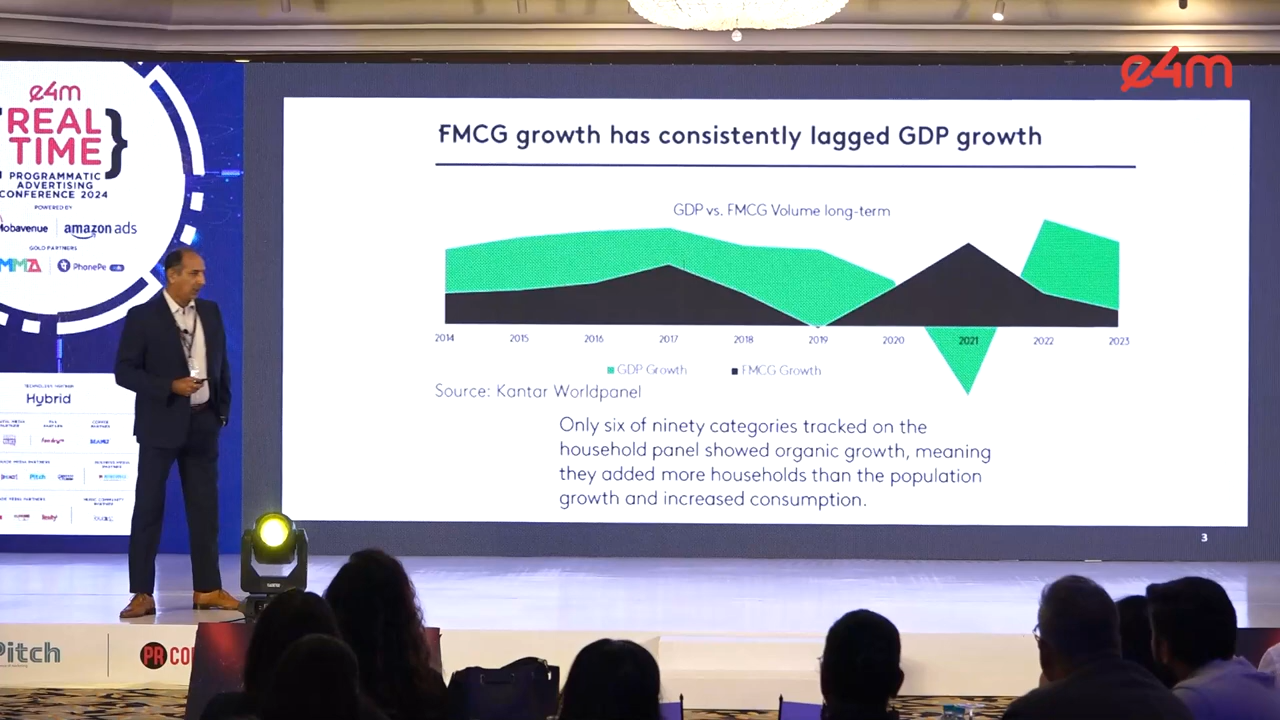 e4m
e4m
REAL
TIME
PROGRAMMATIC
ADVERTISING
CONFERENCE 2024
POWERED BY
Mobavenue
amazon ads
GOLD PARTNERS
MMA
PhonePe
Hybrid
Pitch
FMCG growth has consistently lagged GDP growth
GDP vs. FMCG Volume long-term
2014 2015 2016 2017 2018 2019 2020 2021 2022 2023
GDP Growth FMCG Growth
Source: Kantar Worldpanel
Only six of ninety categories tracked on the
household panel showed organic growth, meaning
they added more households than the population
growth and increased consumption.
3
Pitch
PR